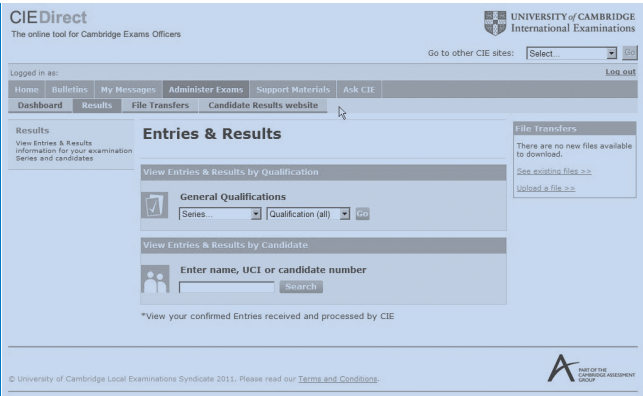 CIE Direct
The online tool for Cambridge Exams Officers
UNIVERSITY of CAMBRIDGE
International Examinations
Go to other CIE sites: Select... Go
Logged in as: Log out
Home Bulletins My Messages Administer Exams Support Materials Ask CIE
Dashboard Results File Transfers Candidate Results website
Results
View Entries & Results
information for your examination
Series and candidates
Entries & Results
View Entries & Results by Qualification
General Qualifications
Series... Qualification (all) Go
View Entries & Results by Candidate
Enter name, UCI or candidate number
Search
*View your confirmed Entries received and processed by CIE
File Transfers
There are no new files available
to download.
See existing files >>
Upload a file >>
© University of Cambridge Local Examinations Syndicate 2011. Please read our Terms and Conditions.
PART OF THE
CAMBRIDGE ASSESSMENT
GROUP